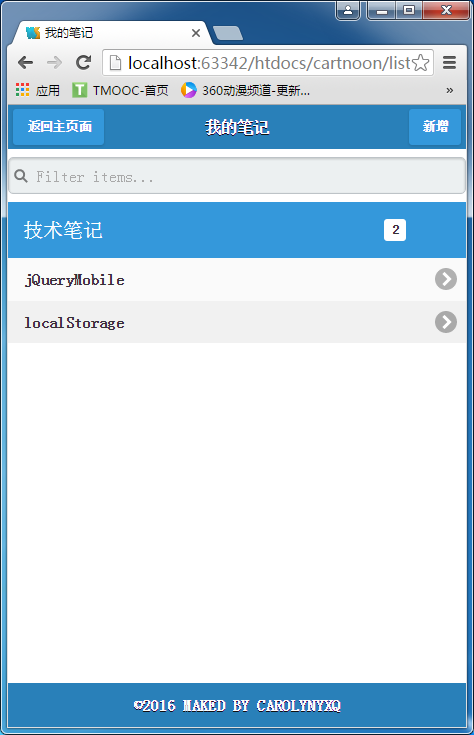 我的笔记
localhost:63342/htdocs/cartnoon/list
应用 TMOOC-首页 360动漫频道-更新... »
返回主页面 我的笔记 新增
Filter items...
技术笔记 2
jQueryMobile
localStorage
©2016 MAKED BY CAROLYNYXQ